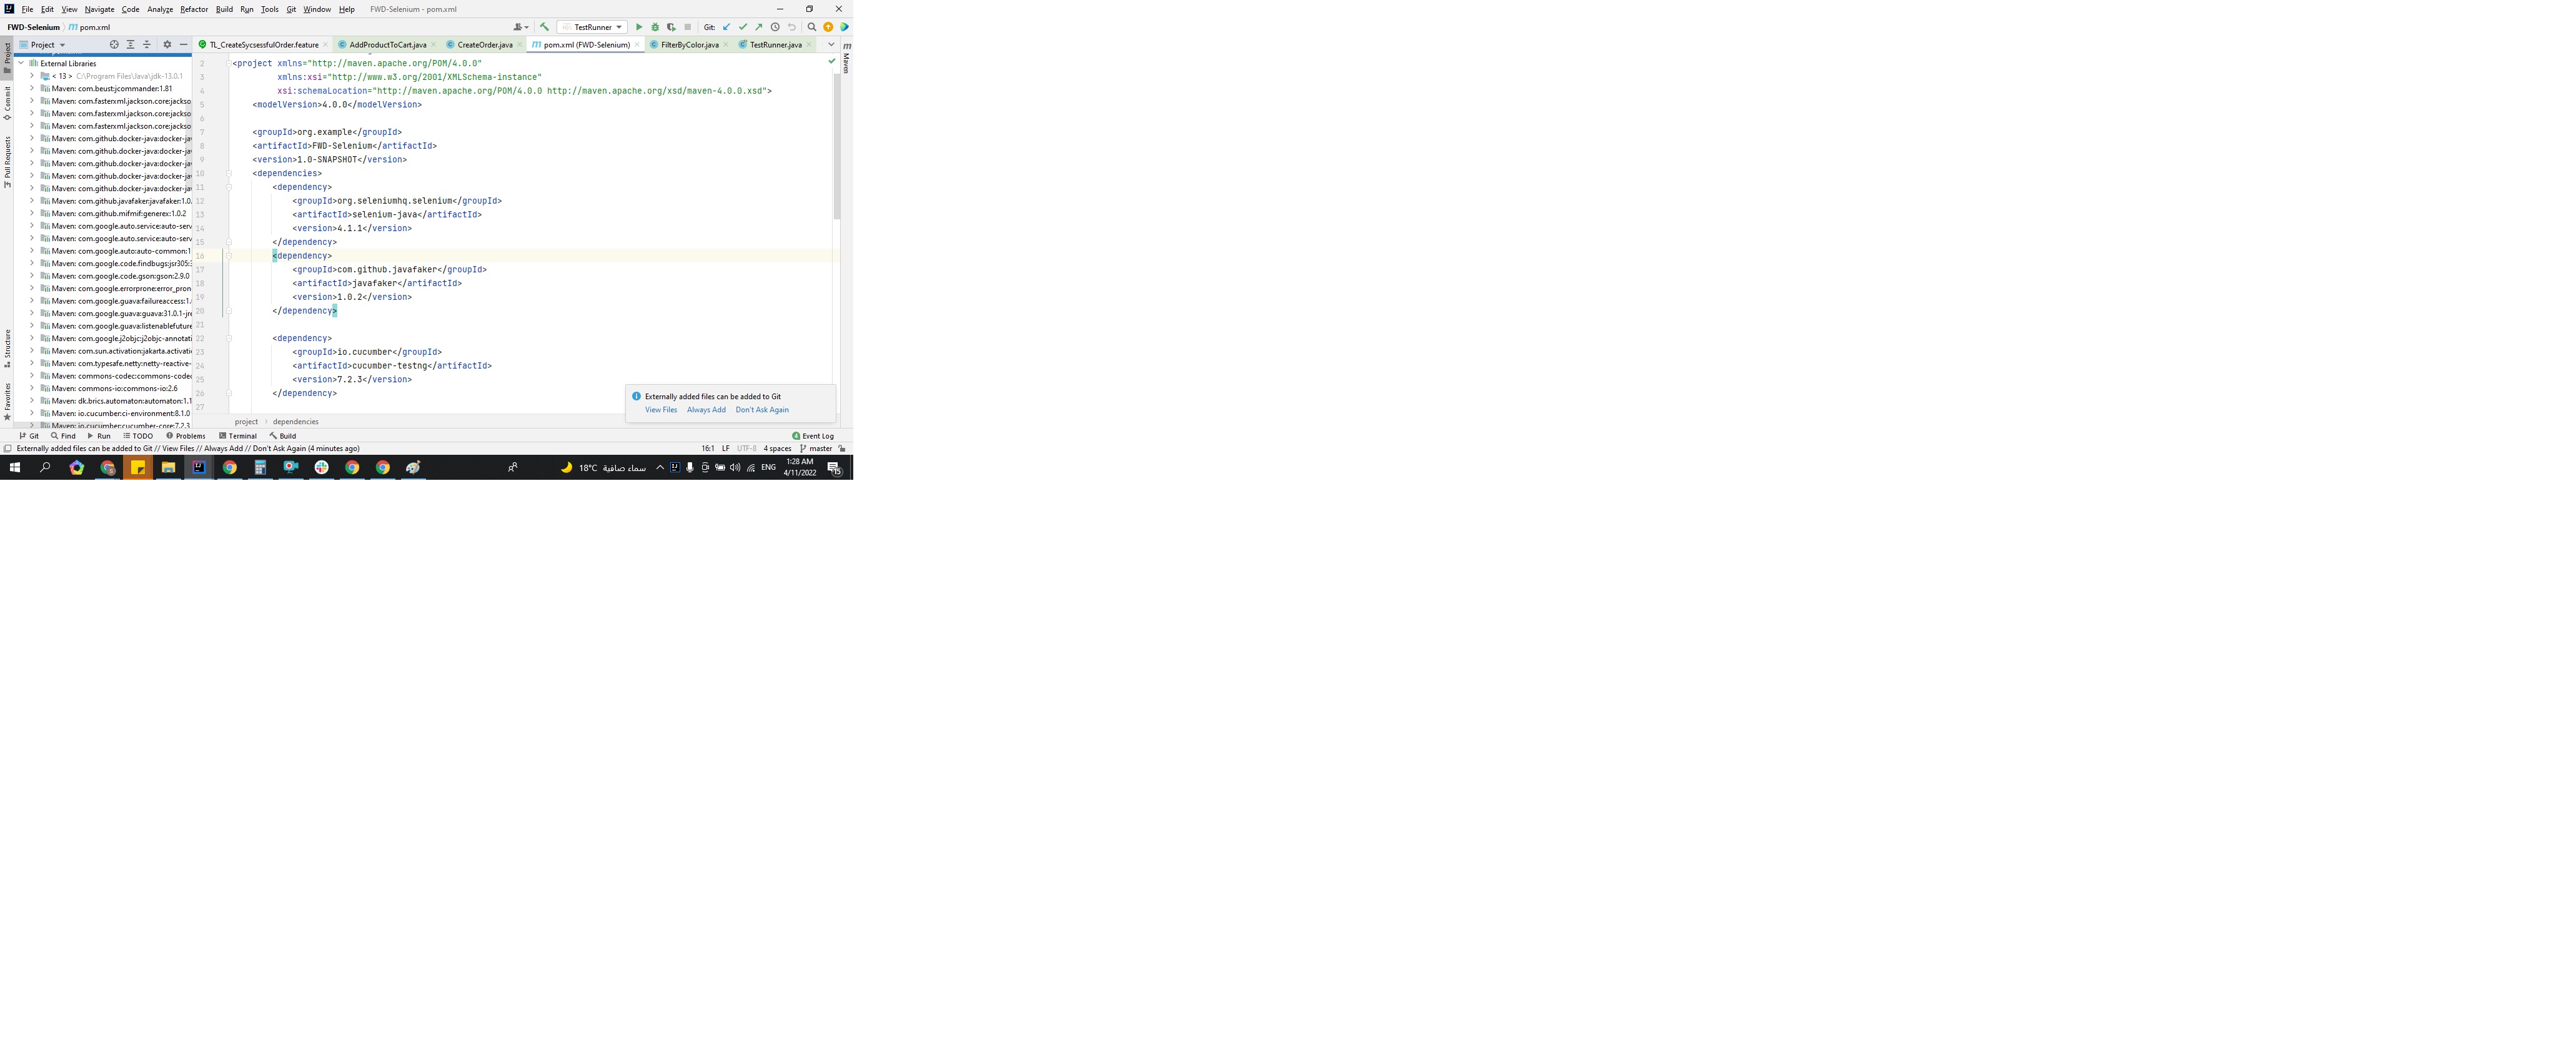 File Edit View Navigate Code Analyze Refactor Build Run Tools Git Window Help FWD-Selenium - pom.xml
FWD-Selenium pom.xml TestRunner Git:
Project TL_CreateSycsessfulOrder.feature AddProductToCart.java CreateOrder.java pom.xml (FWD-Selenium) FilterByColor.java TestRunner.java
Project
Commit
Pull Requests
Structure
Favorites
Maven
External Libraries
< 13 > C:\Program Files\Java\jdk-13.0.1
Maven: com.beust:jcommander:1.81
Maven: com.fasterxml.jackson.core:jackso
Maven: com.fasterxml.jackson.core:jackso
Maven: com.fasterxml.jackson.core:jackso
Maven: com.github.docker-java:docker-jav
Maven: com.github.docker-java:docker-jav
Maven: com.github.docker-java:docker-jav
Maven: com.github.docker-java:docker-jav
Maven: com.github.docker-java:docker-jav
Maven: com.github.javafaker:javafaker:1.0.
Maven: com.github.mifmif:generex:1.0.2
Maven: com.google.auto.service:auto-serv
Maven: com.google.auto.service:auto-serv
Maven: com.google.auto:auto-common:1
Maven: com.google.code.findbugs:jsr305:3
Maven: com.google.code.gson:gson:2.9.0
Maven: com.google.errorprone:error_pron
Maven: com.google.guava:failureaccess:1.
Maven: com.google.guava:guava:31.0.1-jre
Maven: com.google.guava:listenablefuture
Maven: com.google.j2objc:j2objc-annotati
Maven: com.sun.activation:jakarta.activatio
Maven: com.typesafe.netty:netty-reactive-
Maven: commons-codec:commons-codec
Maven: commons-io:commons-io:2.6
Maven: dk.brics.automaton:automaton:1.1
Maven: io.cucumber:ci-environment:8.1.0
Maven: io.cucumber:cucumber-core:7.2.3
2 <project xmlns="http://maven.apache.org/POM/4.0.0"
3 xmlns:xsi="http://www.w3.org/2001/XMLSchema-instance"
4 xsi:schemaLocation="http://maven.apache.org/POM/4.0.0 http://maven.apache.org/xsd/maven-4.0.0.xsd">
5 <modelVersion>4.0.0</modelVersion>
6
7 <groupId>org.example</groupId>
8 <artifactId>FWD-Selenium</artifactId>
9 <version>1.0-SNAPSHOT</version>
10 <dependencies>
11 <dependency>
12 <groupId>org.seleniumhq.selenium</groupId>
13 <artifactId>selenium-java</artifactId>
14 <version>4.1.1</version>
15 </dependency>
16 <dependency>
17 <groupId>com.github.javafaker</groupId>
18 <artifactId>javafaker</artifactId>
19 <version>1.0.2</version>
20 </dependency>
21
22 <dependency>
23 <groupId>io.cucumber</groupId>
24 <artifactId>cucumber-testng</artifactId>
25 <version>7.2.3</version>
26 </dependency>
27
Externally added files can be added to Git
View Files Always Add Don't Ask Again
project dependencies
Git Find Run TODO Problems Terminal Build Event Log
Externally added files can be added to Git // View Files // Always Add // Don't Ask Again (4 minutes ago) 16:1 LF UTF-8 4 spaces master
18°C سماء صافية ENG 1:28 AM
4/11/2022 15